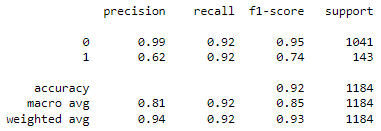 precision recall f1-score support
0 0.99 0.92 0.95 1041
1 0.62 0.92 0.74 143
accuracy 0.92 1184
macro avg 0.81 0.92 0.85 1184
weighted avg 0.94 0.92 0.93 1184